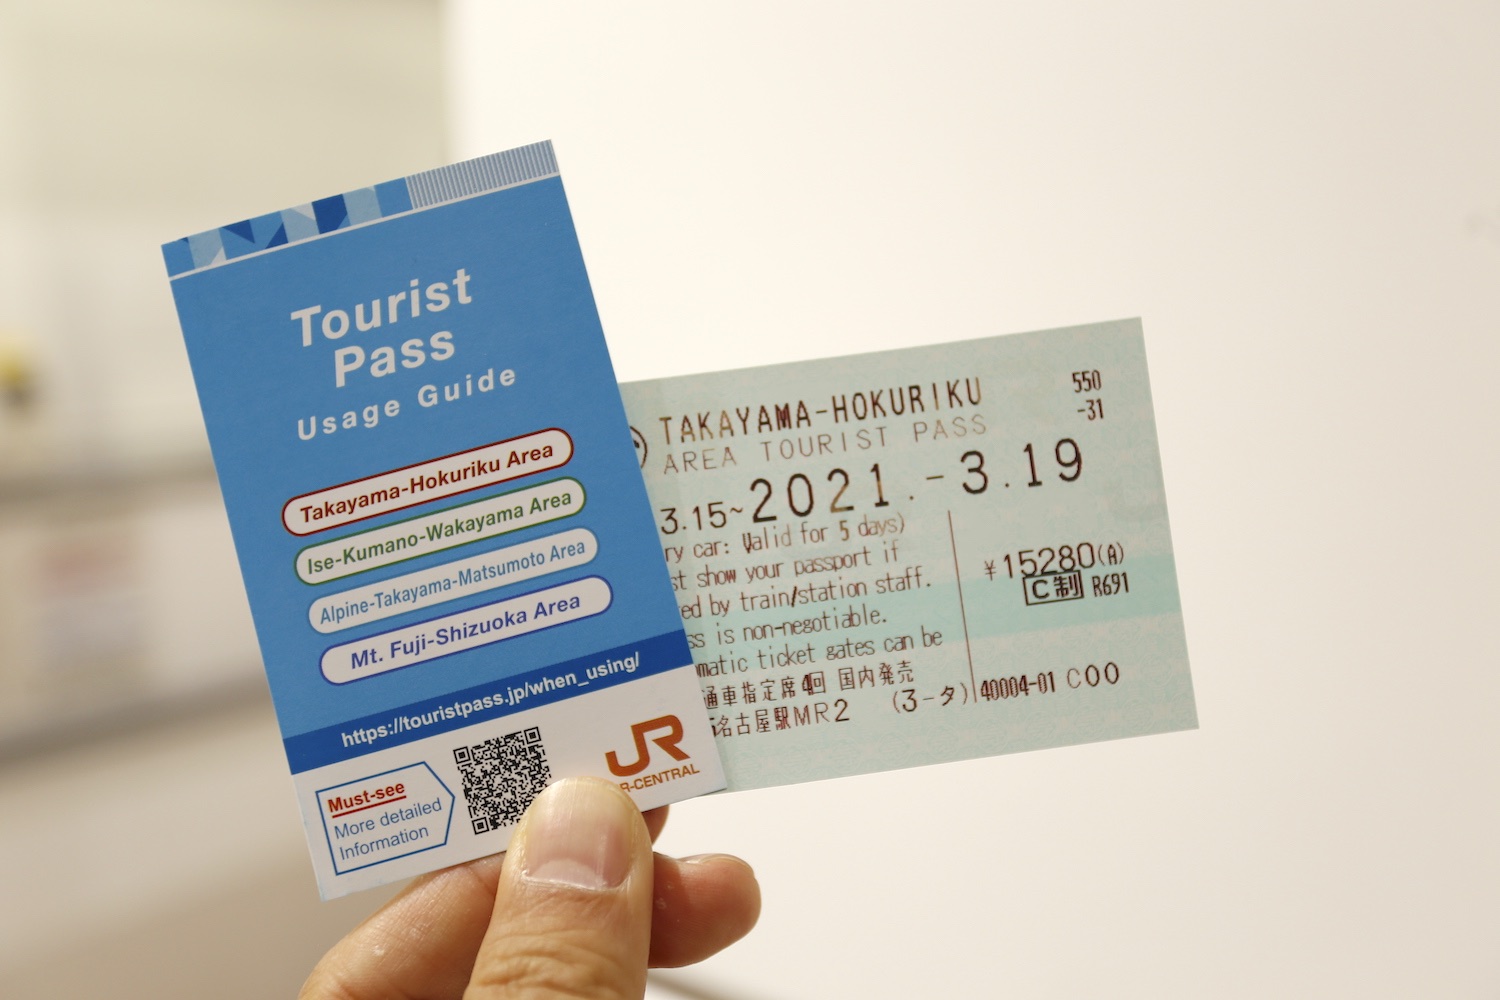 Tourist
Pass
Usage Guide
Takayama-Hokuriku Area
Ise-Kumano-Wakayama Area
Alpine-Takayama-Matsumoto Area
Mt. Fuji-Shizuoka Area
https://touristpass.jp/when_using/
Must-see
More detailed
Information
JR
R-CENTRAL
TAKAYAMA-HOKURIKU
AREA TOURIST PASS
550
-31
3.15~2021.-3.19
ry car: Valid for 5 days)
st show your passport if
ed by train/station staff.
ss is non-negotiable.
matic ticket gates can be
通車指定席4回 国内発売
名古屋駅MR2 (3-タ) 40004-01 C00
¥15280(A)
C制 R691